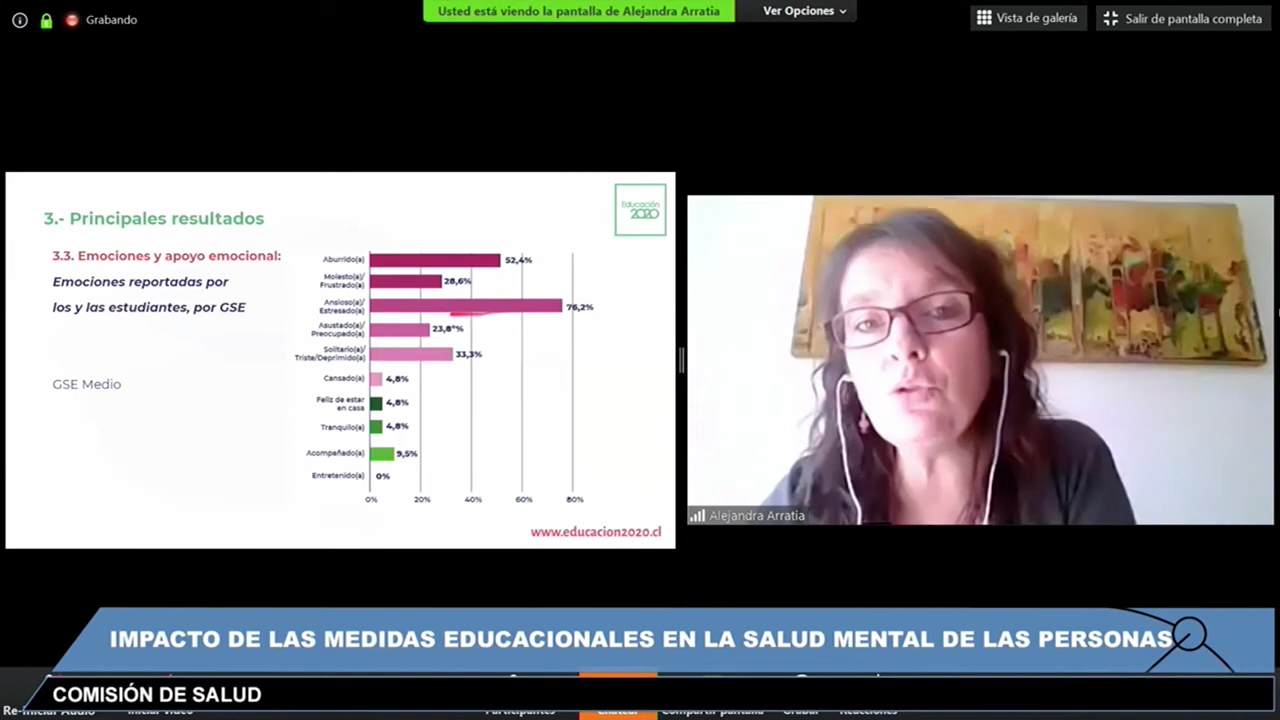 Grabando
Usted está viendo la pantalla de Alejandra Arratia
Ver Opciones
Vista de galería
Salir de pantalla completa
3.- Principales resultados
Educación
2020
3.3. Emociones y apoyo emocional:
Emociones reportadas por
los y las estudiantes, por GSE
GSE Medio
Aburrido(a)
52,4%
Molesto(a)/
Frustrado(a)
28,6%
Ansioso(a)/
Estresado(a)
76,2%
Asustado(a)/
Preocupado(a)
23,8*%
Solitario(a)/
Triste/Deprimido(a)
33,3%
Cansado(a)
4,8%
Feliz de estar
en casa
4,8%
Tranquilo(a)
4,8%
Acompañado(a)
9,5%
Entretenido(a)
0%
0% 20% 40% 60% 80%
www.educacion2020.cl
Alejandra Arratia
IMPACTO DE LAS MEDIDAS EDUCACIONALES EN LA SALUD MENTAL DE LAS PERSONAS
COMISIÓN DE SALUD